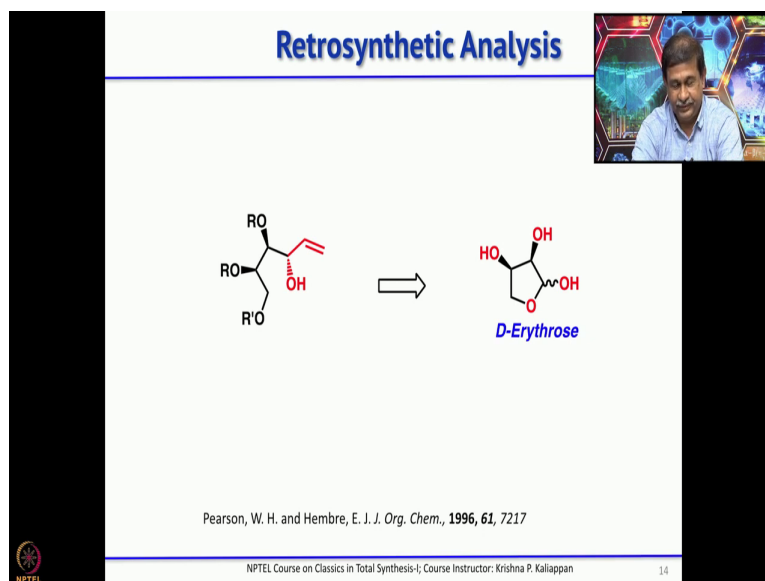 Retrosynthetic Analysis
RO
RO
OH
R'O
OH
HO
OH
O
D-Erythrose
Pearson, W. H. and Hembre, E. J. J. Org. Chem., 1996, 61, 7217
NPTEL Course on Classics in Total Synthesis-I; Course Instructor: Krishna P. Kaliappan
14
NPTEL